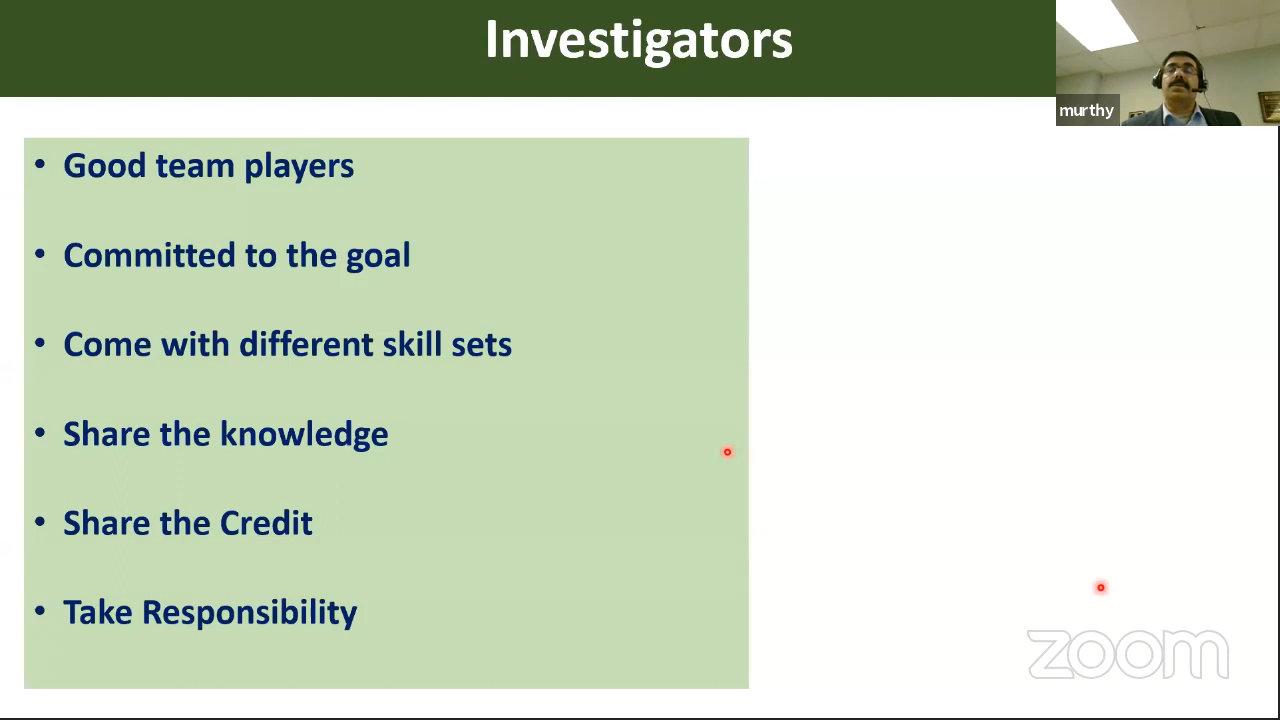 Investigators
murthy
• Good team players
• Committed to the goal
• Come with different skill sets
• Share the knowledge
• Share the Credit
• Take Responsibility
zoom